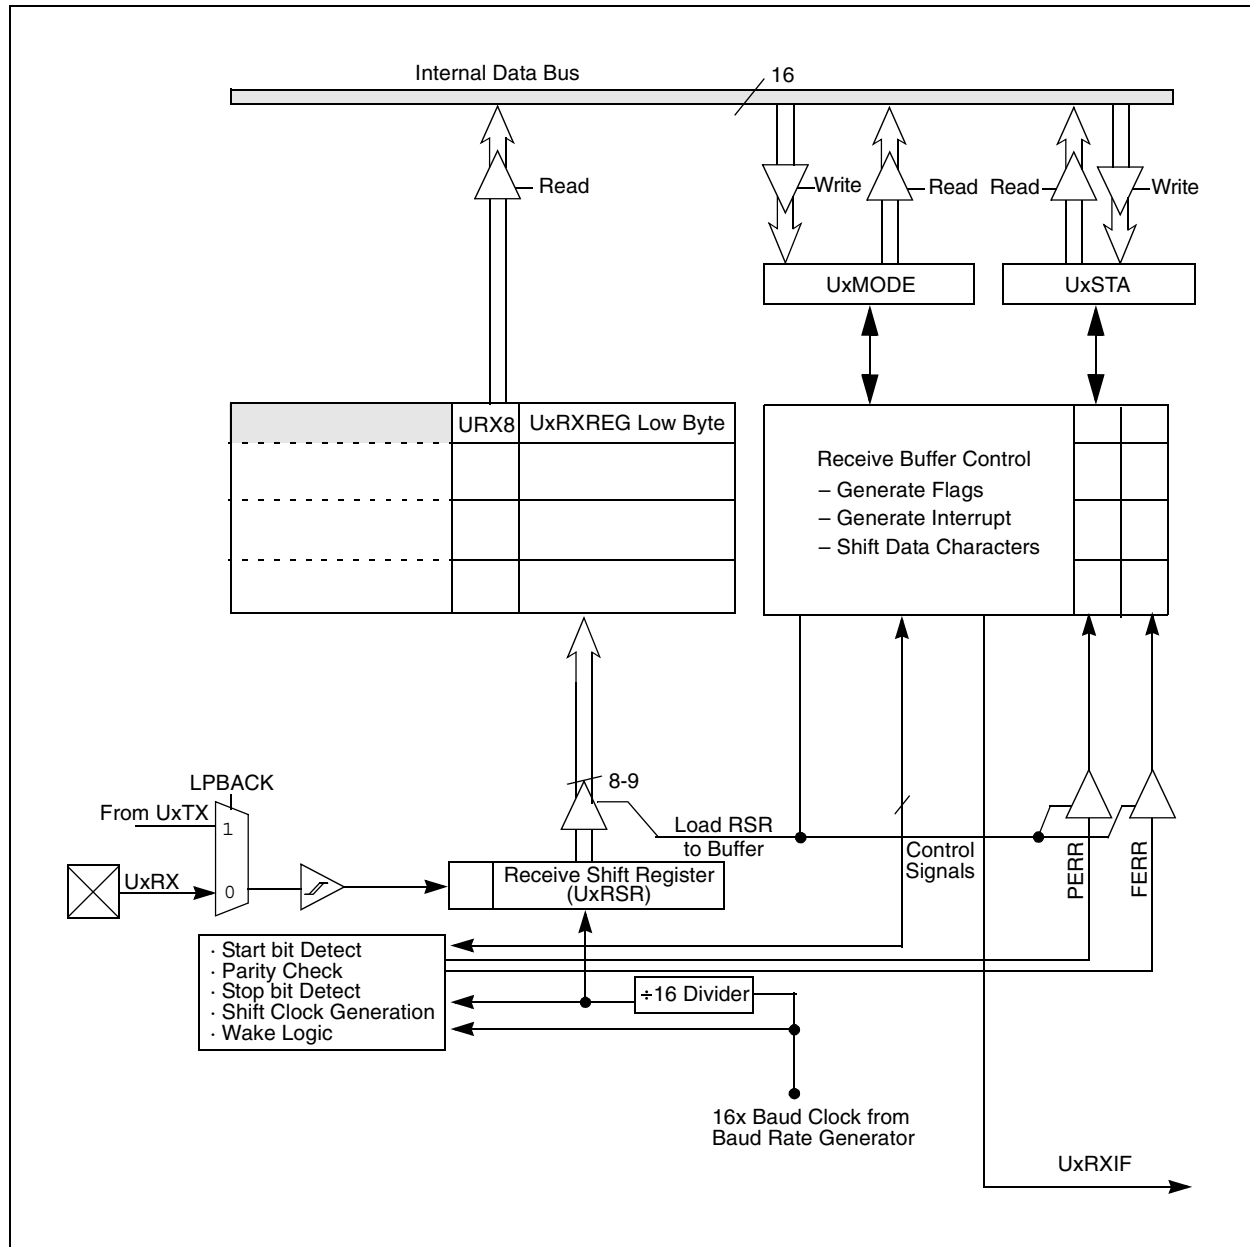 Internal Data Bus
16
Read
Write
Read
Read
Write
UxMODE
UxSTA
URX8
UxRXREG Low Byte
Receive Buffer Control
– Generate Flags
– Generate Interrupt
– Shift Data Characters
LPBACK
From UxTX
1
0
UxRX
8-9
Load RSR
to Buffer
Control
Signals
PERR
FERR
Receive Shift Register
(UxRSR)
· Start bit Detect
· Parity Check
· Stop bit Detect
· Shift Clock Generation
· Wake Logic
÷16 Divider
16x Baud Clock from
Baud Rate Generator
UxRXIF